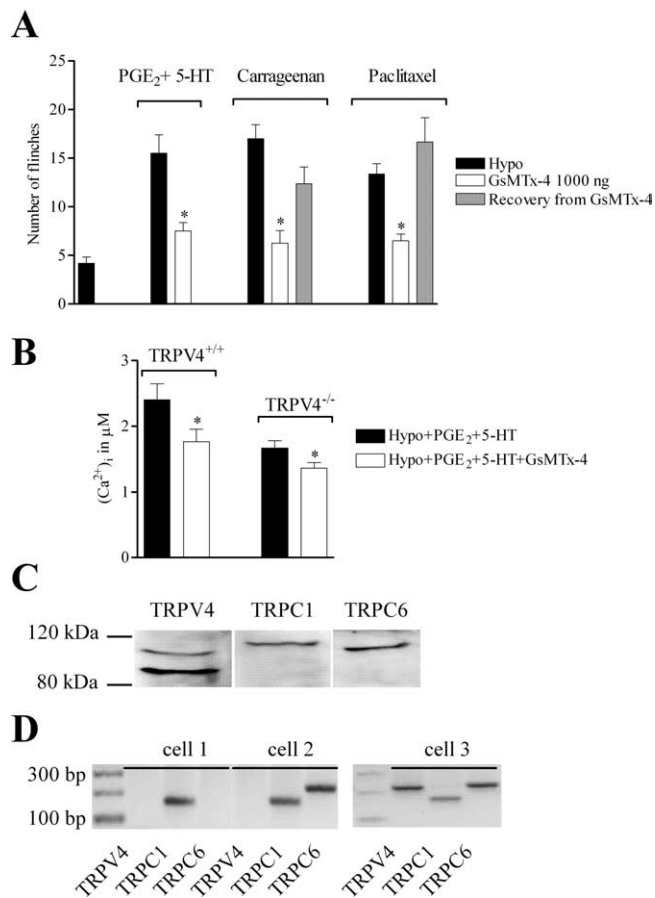 A
PGE₂+ 5-HT
Carrageenan
Paclitaxel
Number of flinches
25
20
15
10
5
0
*
*
*
Hypo
GsMTx-4 1000 ng
Recovery from GsMTx-4
B
TRPV4+/+
TRPV4-/-
(Ca²⁺)ᵢ in µM
3
2
1
0
*
*
Hypo+PGE₂+5-HT
Hypo+PGE₂+5-HT+GsMTx-4
C
TRPV4 TRPC1 TRPC6
120 kDa
80 kDa
D
cell 1 cell 2 cell 3
300 bp
100 bp
TRPV4 TRPC1 TRPC6 TRPV4 TRPC1 TRPC6 TRPV4 TRPC1 TRPC6